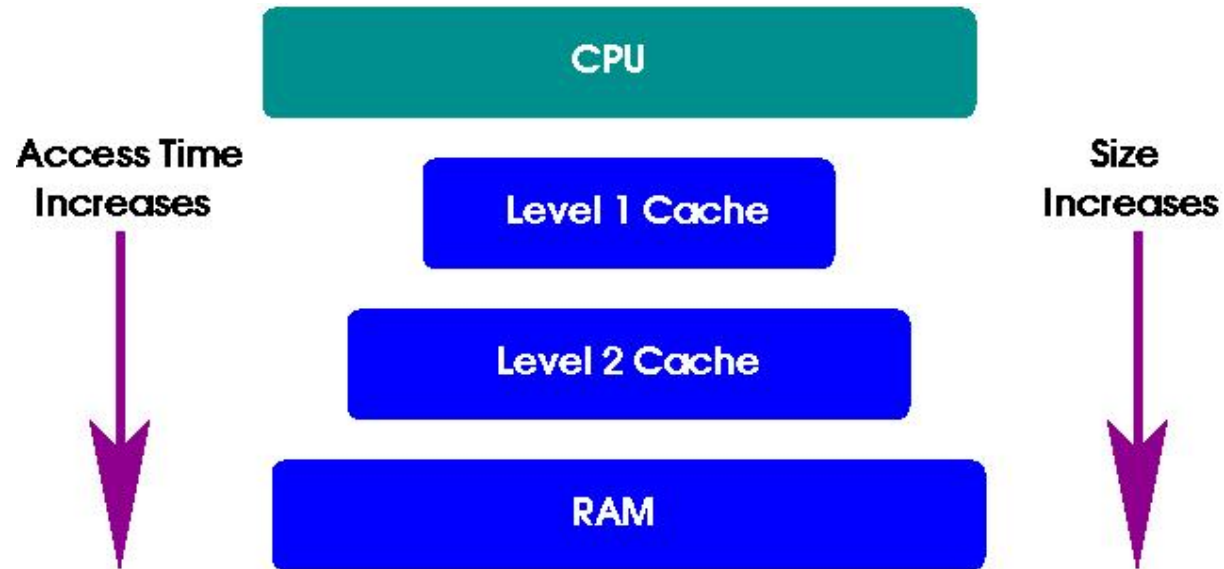 CPU
Access Time
Increases
Size
Increases
Level 1 Cache
Level 2 Cache
RAM